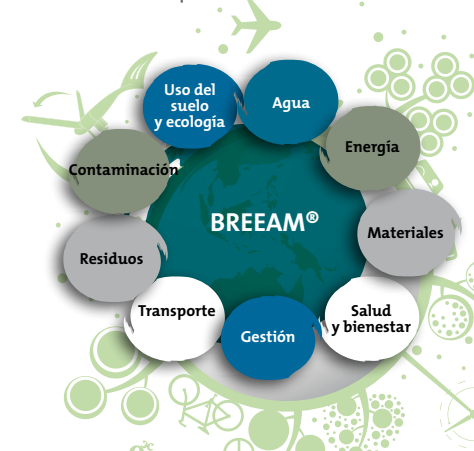 Uso del
suelo
y ecología
Agua
Energía
Contaminación
BREEAM®
Materiales
Residuos
Transporte
Salud
y bienestar
Gestión